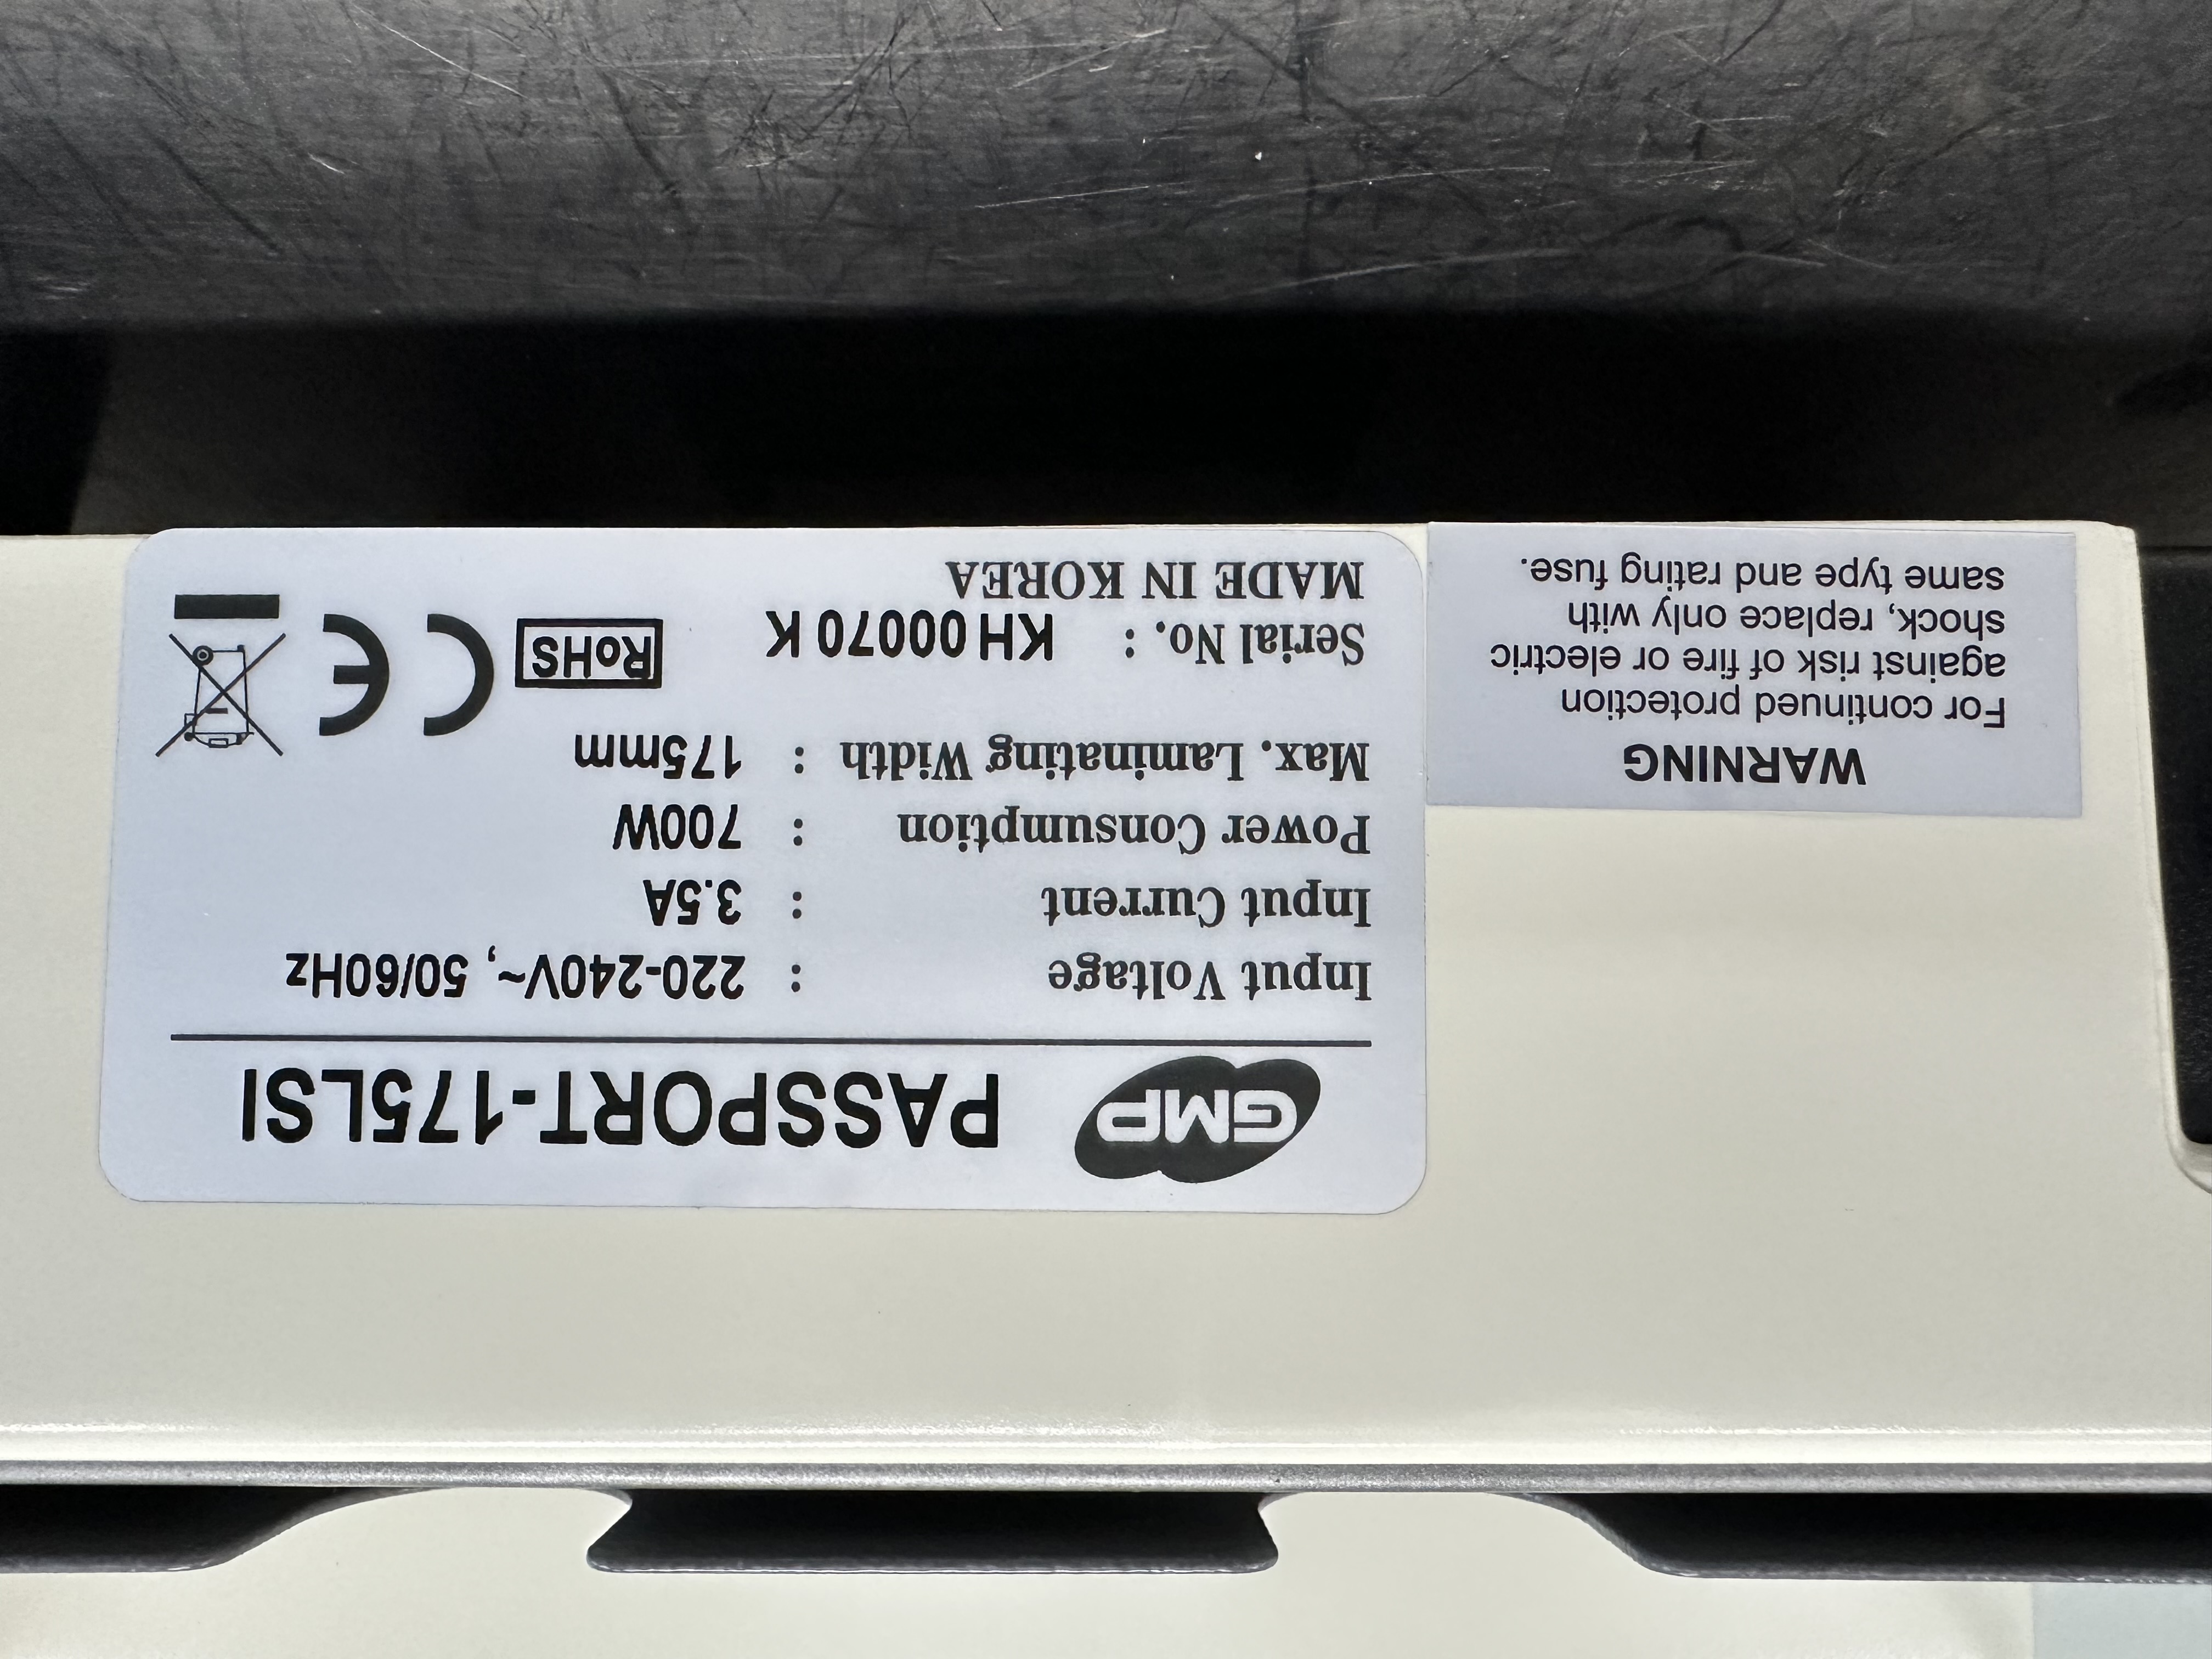 GMP PASSPORT-175LSI
Input Voltage : 220-240V~, 50/60Hz
Input Current : 3.5A
Power Consumption : 700W
Max. Laminating Width : 175mm
Serial No. : KH 00070 K RoHS CE
MADE IN KOREA
WARNING
For continued protection
against risk of fire or electric
shock, replace only with
same type and rating fuse.